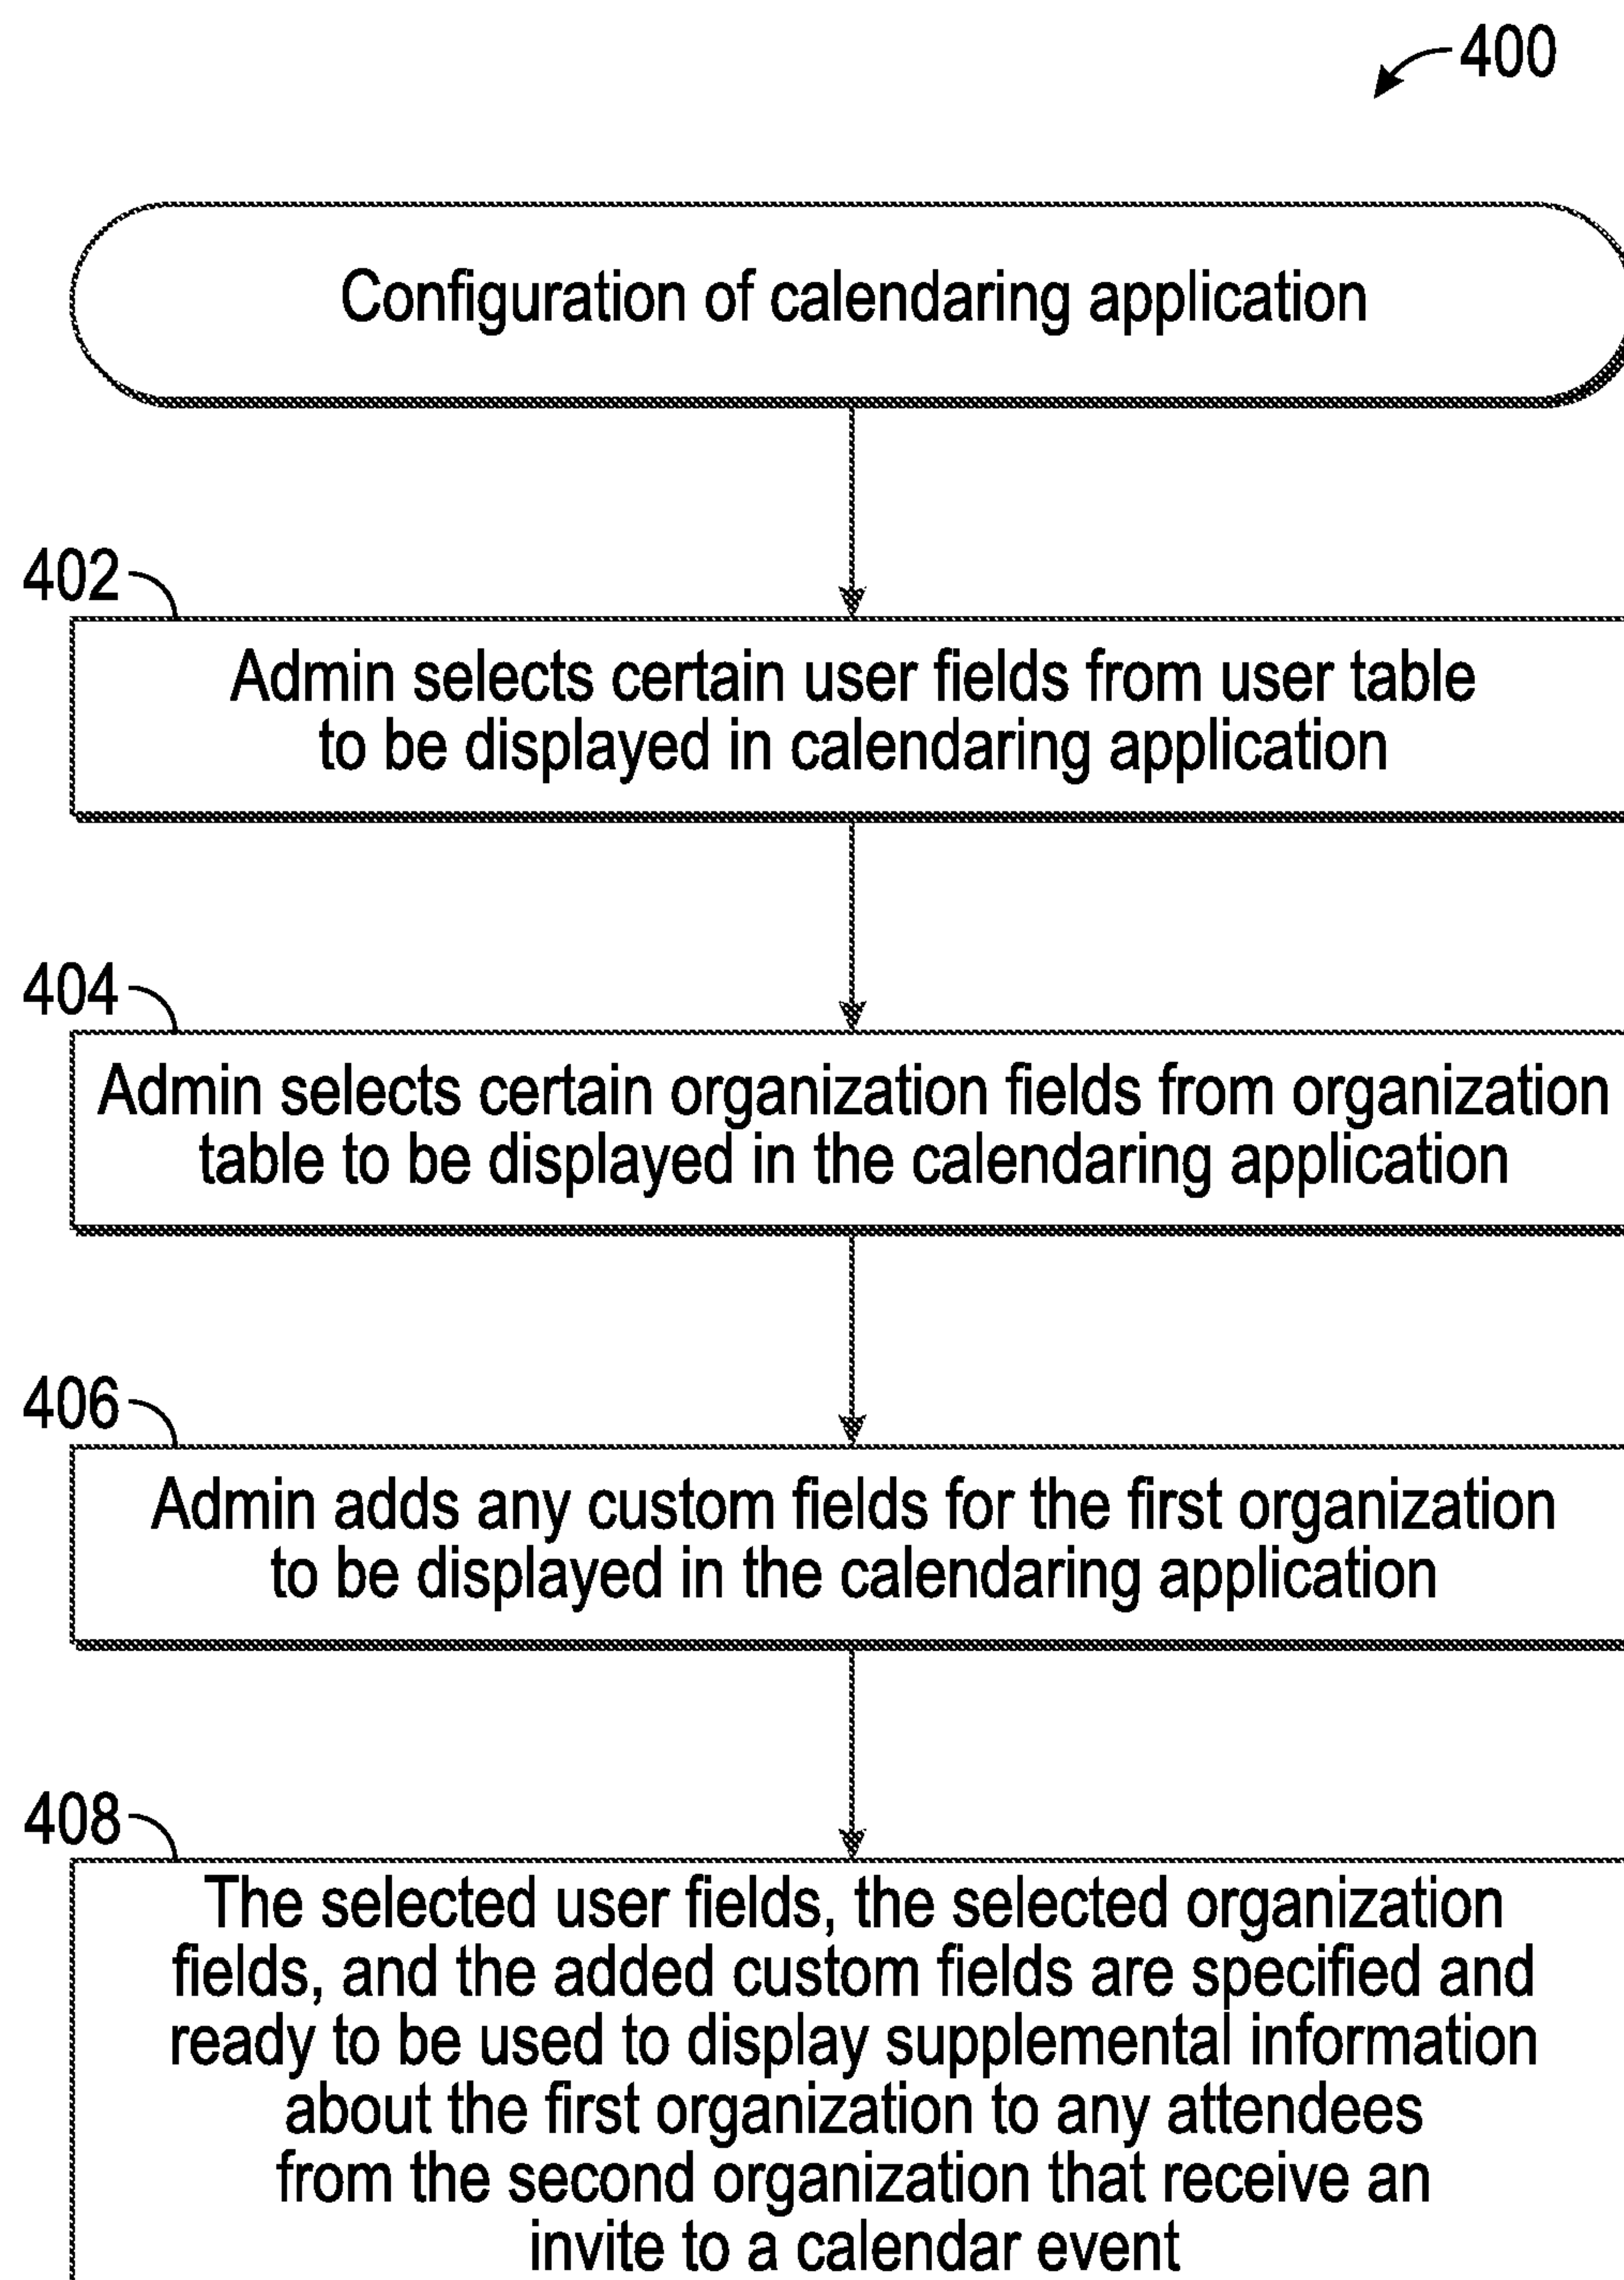 400
Configuration of calendaring application
402
Admin selects certain user fields from user table
to be displayed in calendaring application
404
Admin selects certain organization fields from organization
table to be displayed in the calendaring application
406
Admin adds any custom fields for the first organization
to be displayed in the calendaring application
408
The selected user fields, the selected organization
fields, and the added custom fields are specified and
ready to be used to display supplemental information
about the first organization to any attendees
from the second organization that receive an
invite to a calendar event